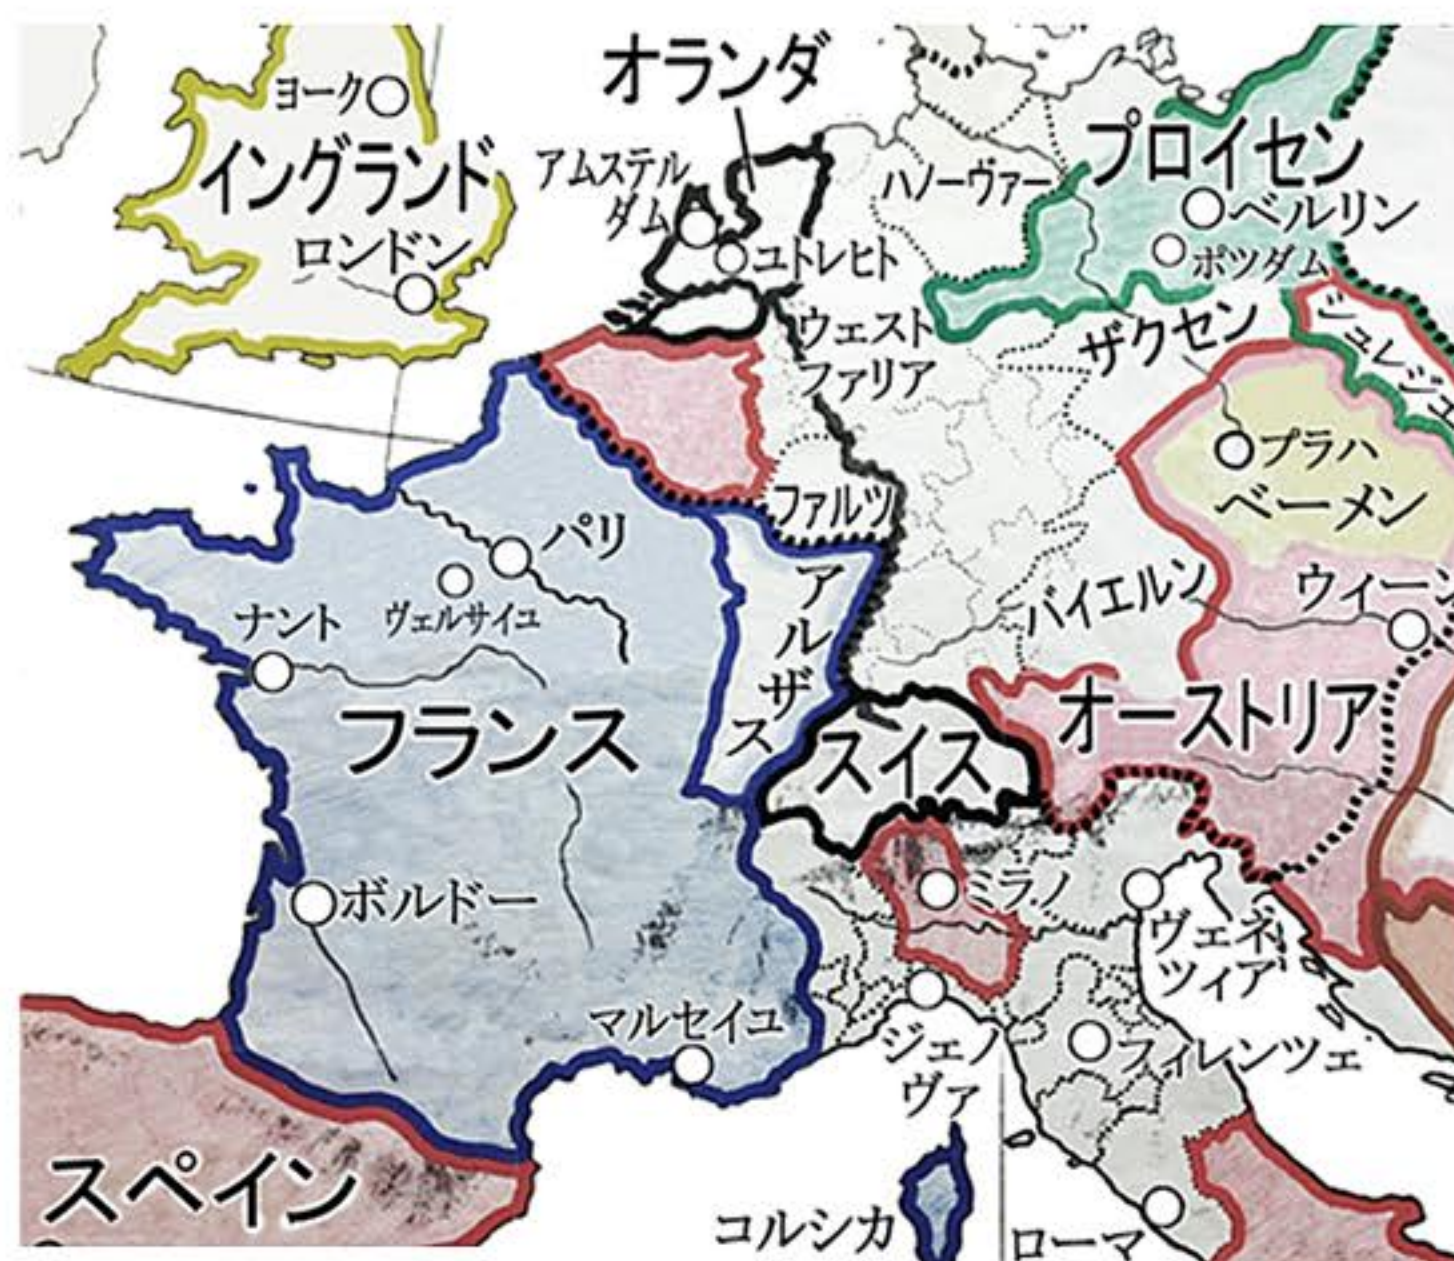 オランダ
ヨーク
イングランド
アムステル
ダム
ロンドン
ユトレヒト
ハノーヴァー
プロイセン
ベルリン
ポツダム
ウェスト
ファリア
ザクセン
プラハ
ベーメン
ファルツ
パリ
ヴェルサイユ
ナント
アルザス
バイエルン
フランス
スイス
オーストリア
ボルドー
ミラノ
ヴェネ
ツィア
マルセイユ
ジェノ
ヴァ
フィレンツェ
スペイン
コルシカ
ローマ